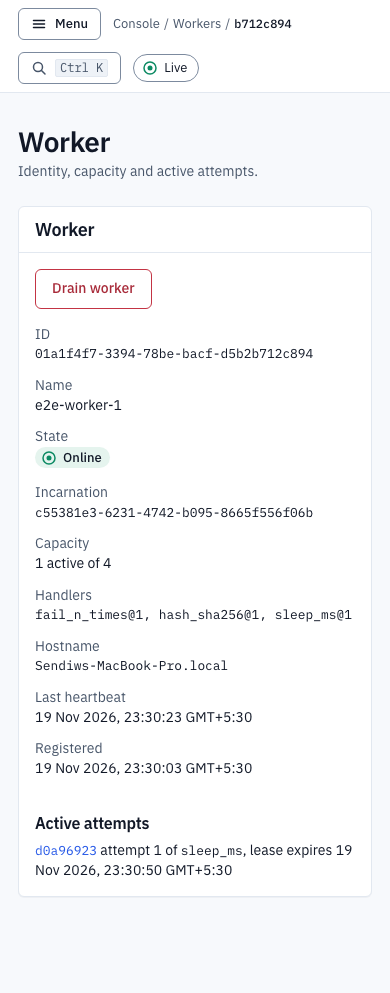 Menu Console / Workers / b712c894
Ctrl K Live
Worker
Identity, capacity and active attempts.
Worker
Drain worker
ID
01a1f4f7-3394-78be-bacf-d5b2b712c894
Name
e2e-worker-1
State
Online
Incarnation
c55381e3-6231-4742-b095-8665f556f06b
Capacity
1 active of 4
Handlers
fail_n_times@1, hash_sha256@1, sleep_ms@1
Hostname
Sendiws-MacBook-Pro.local
Last heartbeat
19 Nov 2026, 23:30:23 GMT+5:30
Registered
19 Nov 2026, 23:30:03 GMT+5:30
Active attempts
d0a96923 attempt 1 of sleep_ms, lease expires 19
Nov 2026, 23:30:50 GMT+5:30